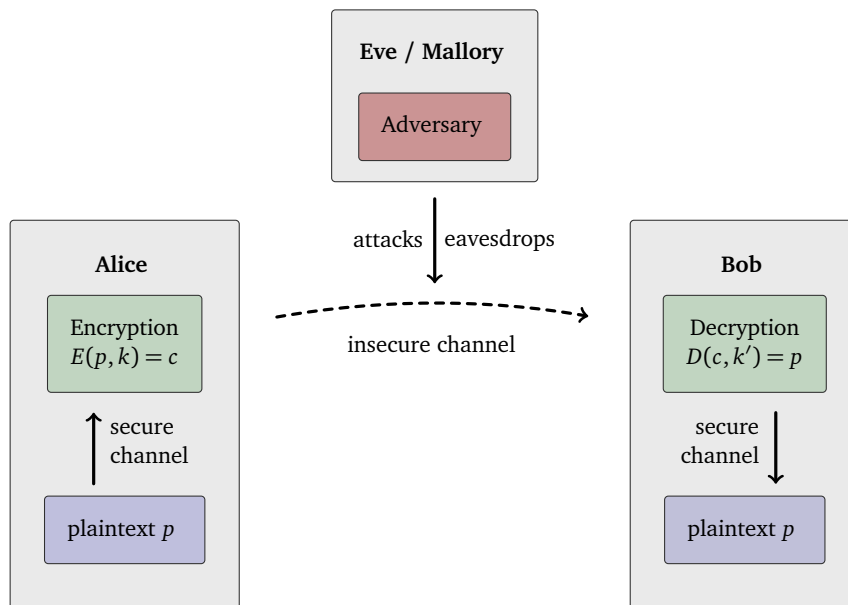 Eve / Mallory
Adversary
attacks eavesdrops
Alice
Encryption
E(p, k) = c
secure
channel
plaintext p
insecure channel
Bob
Decryption
D(c, k′) = p
secure
channel
plaintext p